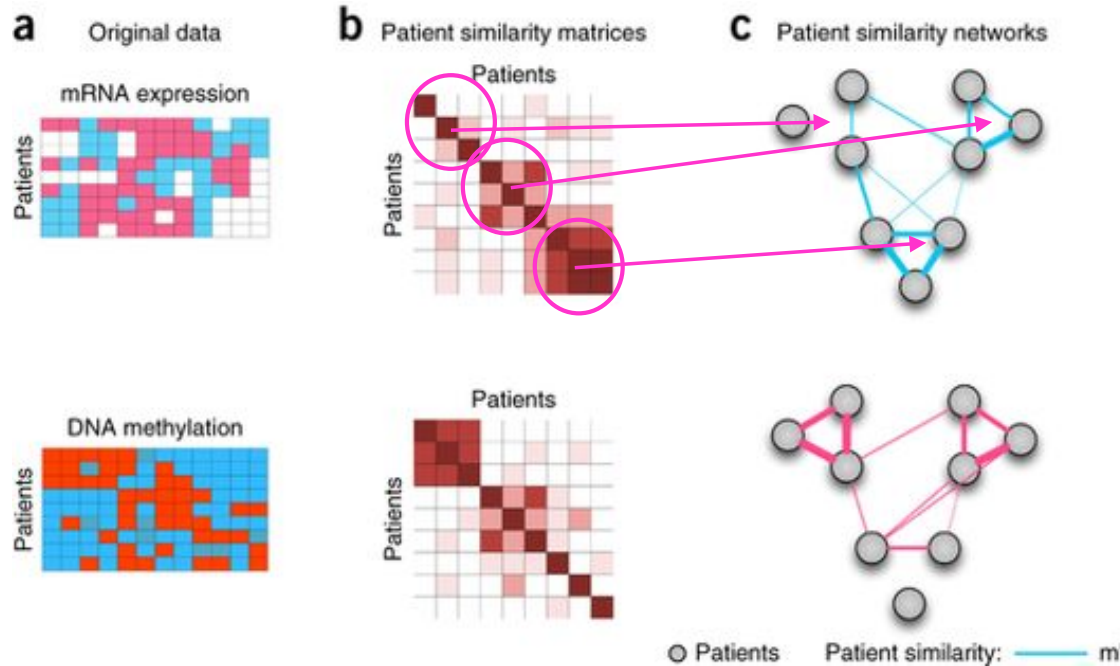 a Original data
b Patient similarity matrices
c Patient similarity networks
mRNA expression
Patients
Patients
Patients
DNA methylation
Patients
Patients
Patients
Patients Patient similarity: m